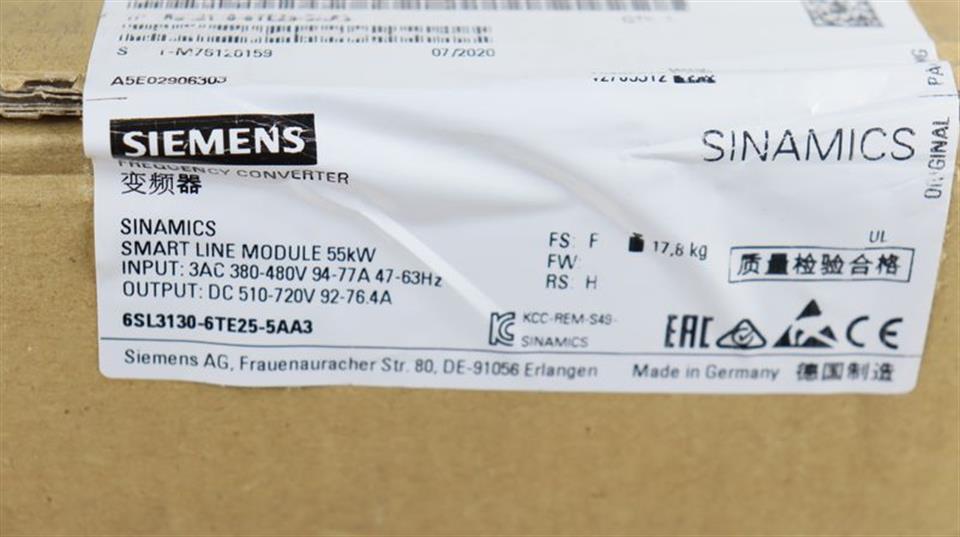 07/2020
A5E02906303
SIEMENS
SINAMICS
ORIGINAL
FREQUENCY CONVERTER
变频器
SINAMICS
SMART LINE MODULE 55kW
INPUT: 3AC 380-480V 94-77A 47-63Hz
OUTPUT: DC 510-720V 92-76.4A
6SL3130-6TE25-5AA3
FS: F
FW:
RS: H
17,8 kg
UL
质量检验合格
KCC-REM-S49-
SINAMICS
EAC
CE
Siemens AG, Frauenauracher Str. 80, DE-91056 Erlangen
Made in Germany 德国制造